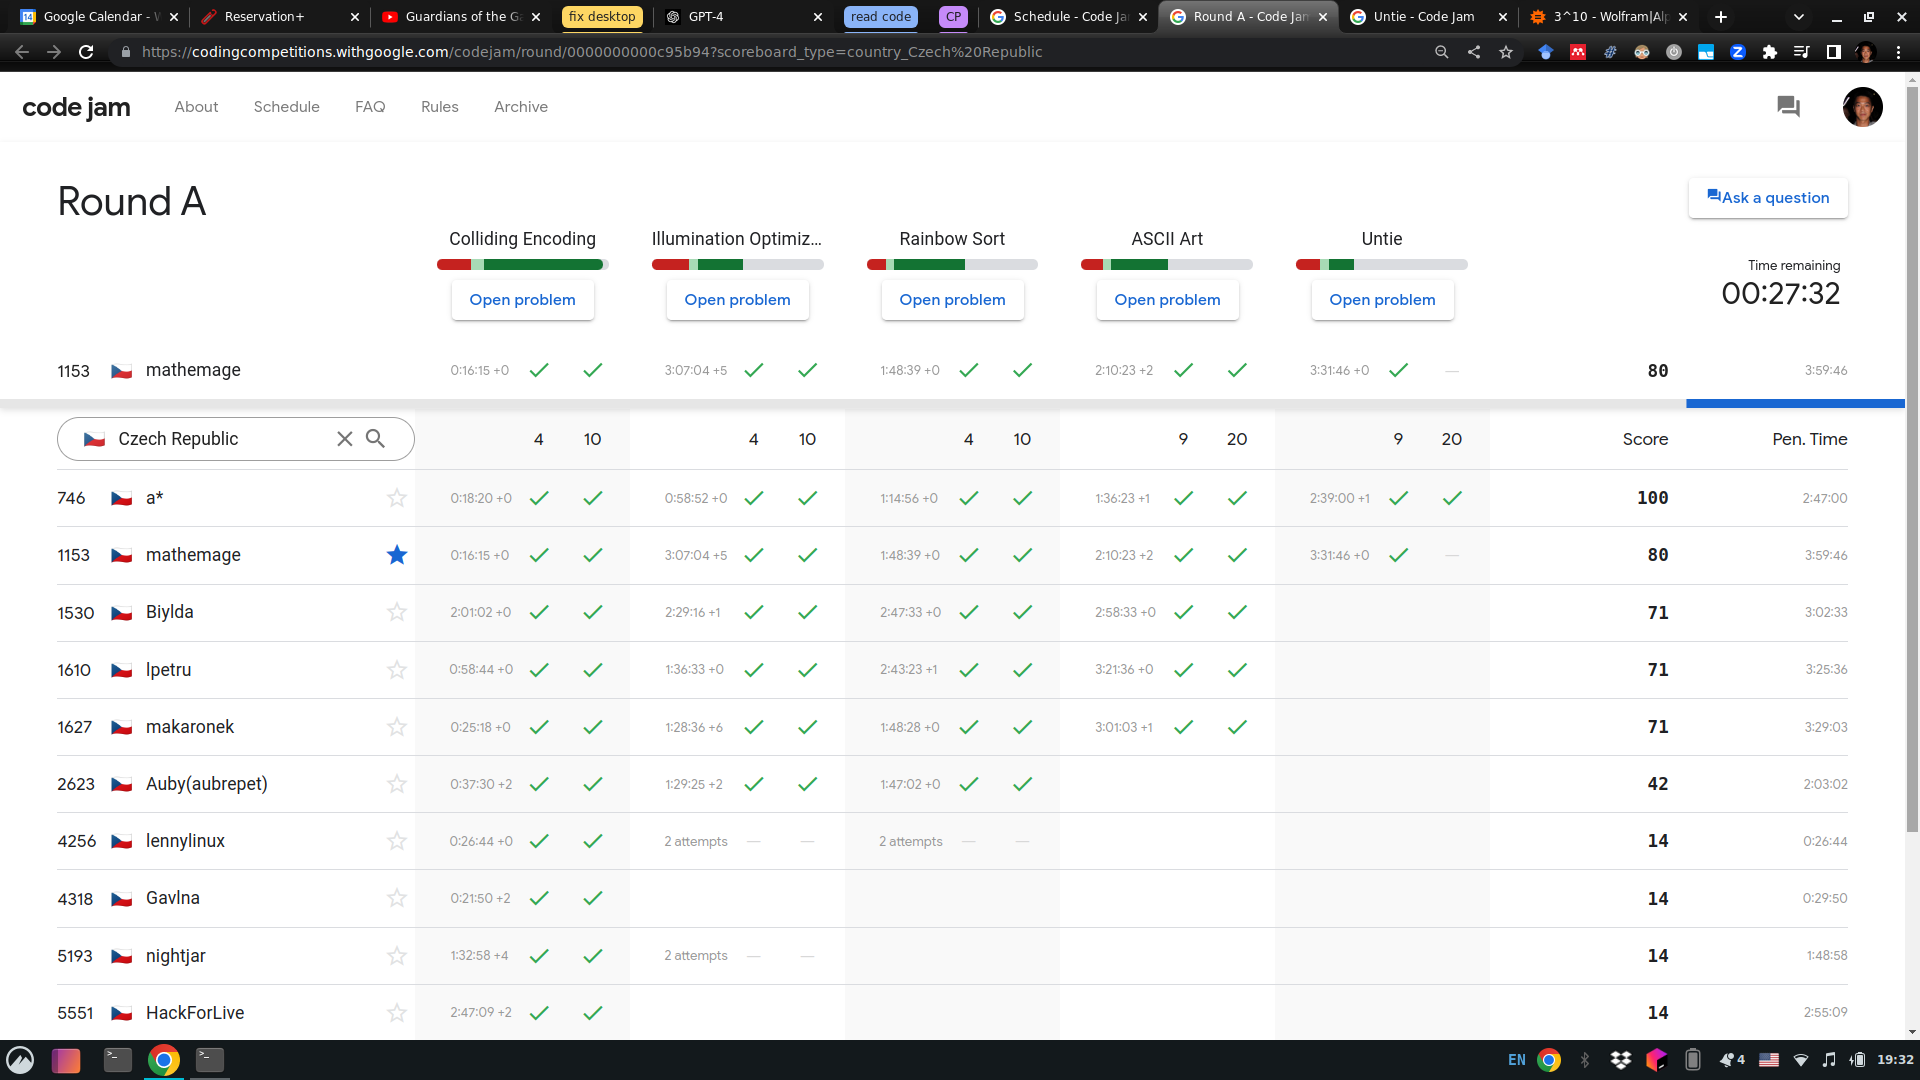 Google Calendar - W
Reservation+
Guardians of the Ga
fix desktop
GPT-4
read code
CP
Schedule - Code Jam
Round A - Code Jam
Untie - Code Jam
3^10 - Wolfram|Alp
https://codingcompetitions.withgoogle.com/codejam/round/0000000000c95b94?scoreboard_type=country_Czech%20Republic
code jam
About
Schedule
FAQ
Rules
Archive
Round A
Ask a question
Colliding Encoding
Illumination Optimiz...
Rainbow Sort
ASCII Art
Untie
Time remaining
00:27:32
Open problem
Open problem
Open problem
Open problem
Open problem
1153 mathemage 0:16:15 +0 3:07:04 +5 1:48:39 +0 2:10:23 +2 3:31:46 +0 80 3:59:46
Czech Republic 4 10 4 10 4 10 9 20 9 20 Score Pen. Time
746 a* 0:18:20 +0 0:58:52 +0 1:14:56 +0 1:36:23 +1 2:39:00 +1 100 2:47:00
1153 mathemage 0:16:15 +0 3:07:04 +5 1:48:39 +0 2:10:23 +2 3:31:46 +0 80 3:59:46
1530 Biylda 2:01:02 +0 2:29:16 +1 2:47:33 +0 2:58:33 +0 71 3:02:33
1610 lpetru 0:58:44 +0 1:36:33 +0 2:43:23 +1 3:21:36 +0 71 3:25:36
1627 makaronek 0:25:18 +0 1:28:36 +6 1:48:28 +0 3:01:03 +1 71 3:29:03
2623 Auby(aubrepet) 0:37:30 +2 1:29:25 +2 1:47:02 +0 42 2:03:02
4256 lennylinux 0:26:44 +0 2 attempts 2 attempts 14 0:26:44
4318 Gavlna 0:21:50 +2 14 0:29:50
5193 nightjar 1:32:58 +4 2 attempts 14 1:48:58
5551 HackForLive 2:47:09 +2 14 2:55:09
EN 4 19:32